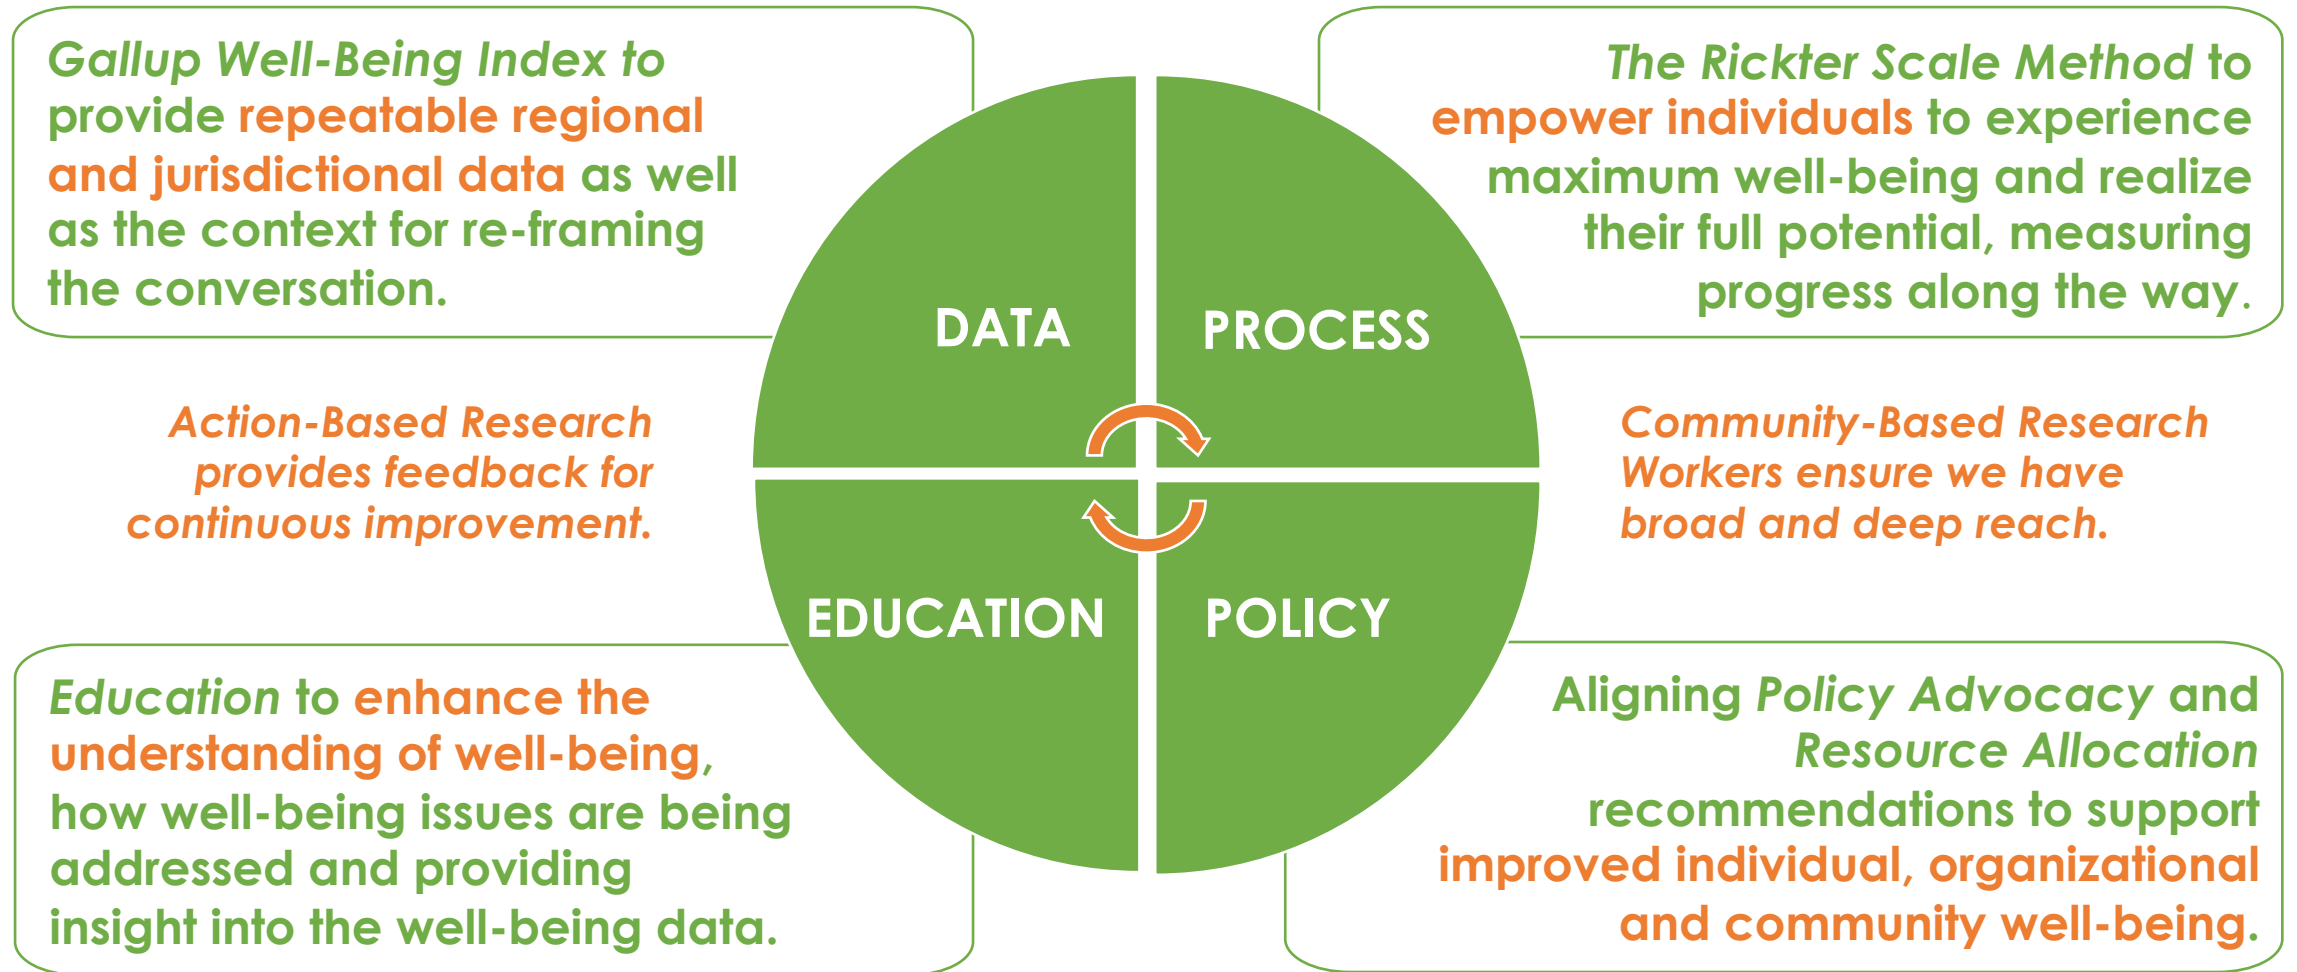 Gallup Well-Being Index to
provide repeatable regional
and jurisdictional data as well
as the context for re-framing
the conversation.
The Rickter Scale Method to
empower individuals to experience
maximum well-being and realize
their full potential, measuring
progress along the way.
DATA
PROCESS
Action-Based Research
provides feedback for
continuous improvement.
Community-Based Research
Workers ensure we have
broad and deep reach.
EDUCATION
POLICY
Education to enhance the
understanding of well-being,
how well-being issues are being
addressed and providing
insight into the well-being data.
Aligning Policy Advocacy and
Resource Allocation
recommendations to support
improved individual, organizational
and community well-being.